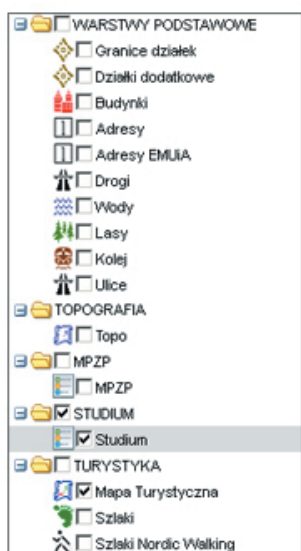 WARSTWY PODSTAWOWE
Granice działek
Działki dodatkowe
Budynki
Adresy
Adresy EMUiA
Drogi
Wody
Lasy
Kolej
Ulice
TOPOGRAFIA
Topo
MPZP
MPZP
STUDIUM
Studium
TURYSTYKA
Mapa Turystyczna
Szlaki
Szlaki Nordic Walking